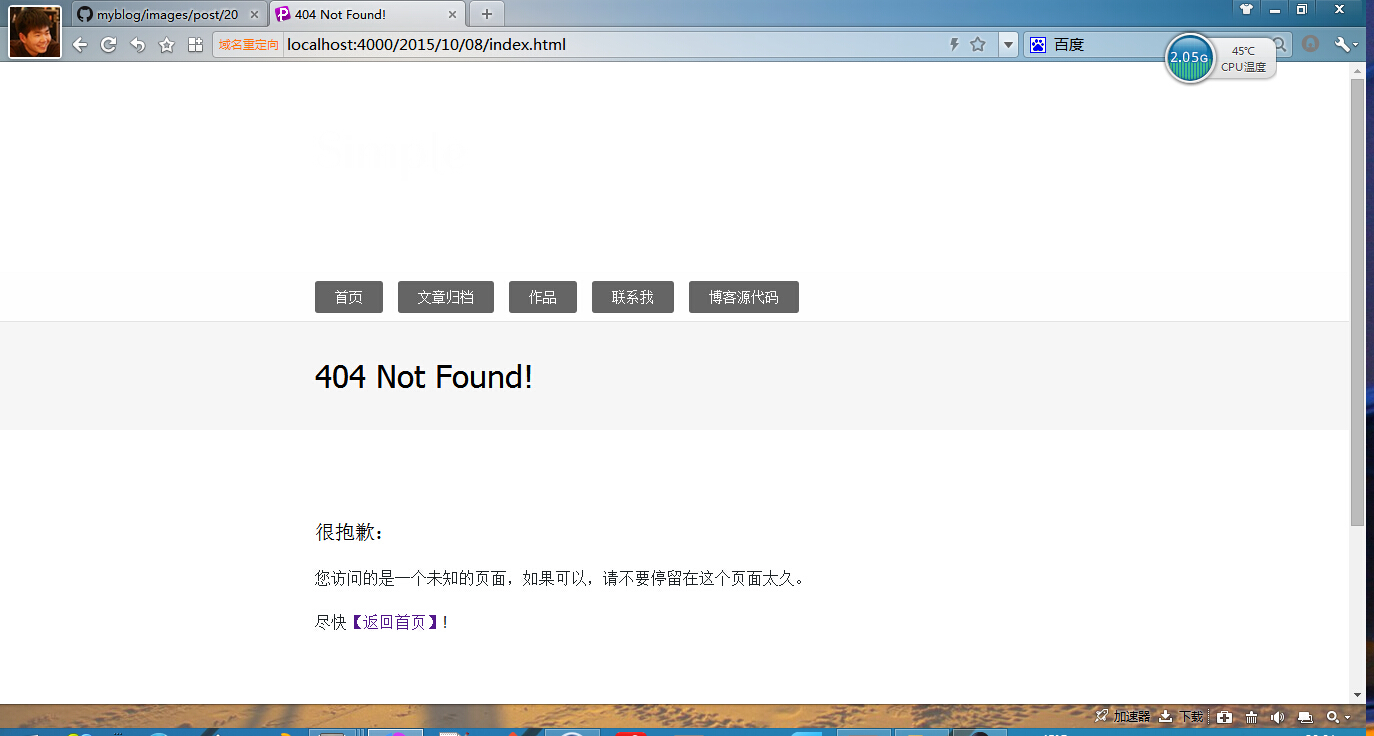 myblog/images/post/20
404 Not Found!
域名重定向 localhost:4000/2015/10/08/index.html
百度
2.05G
45℃
CPU温度
首页 文章归档 作品 联系我 博客源代码
404 Not Found!
很抱歉：
您访问的是一个未知的页面，如果可以，请不要停留在这个页面太久。
尽快【返回首页】！
加速器 下载